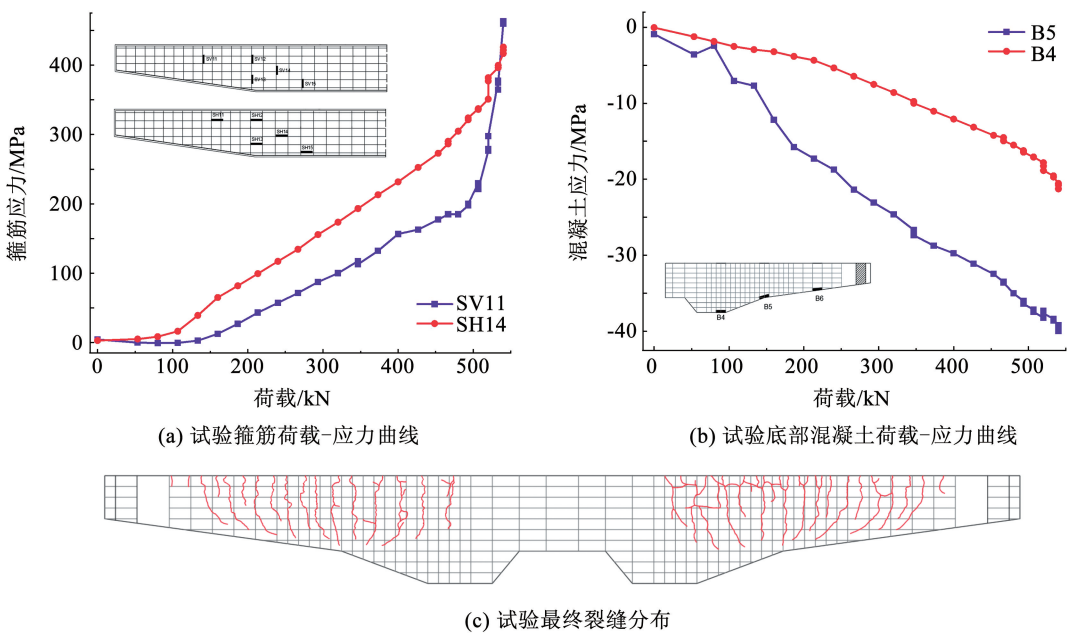 箍筋应力/MPa
400
300
200
100
0
SV11
SV12
SV14
SV13
SV15
SH11
SH12
SH14
SH13
SH15
SV11
SH14
0 100 200 300 400 500
荷载/kN
(a) 试验箍筋荷载-应力曲线
混凝土应力/MPa
0
-10
-20
-30
-40
B5
B4
B4
B5
B6
0 100 200 300 400 500
荷载/kN
(b) 试验底部混凝土荷载-应力曲线
(c) 试验最终裂缝分布